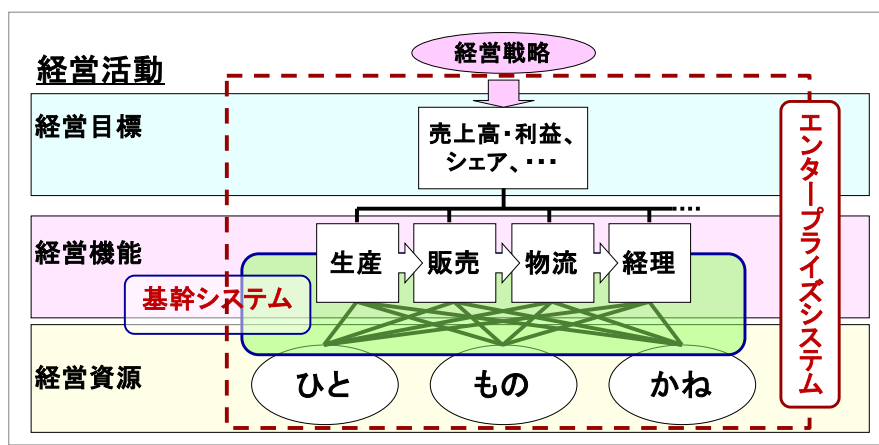 経営戦略
経営活動
経営目標
売上高・利益、
シェア、・・・
エンタープライズシステム
経営機能
生産
販売
物流
経理
基幹システム
経営資源
ひと
もの
かね